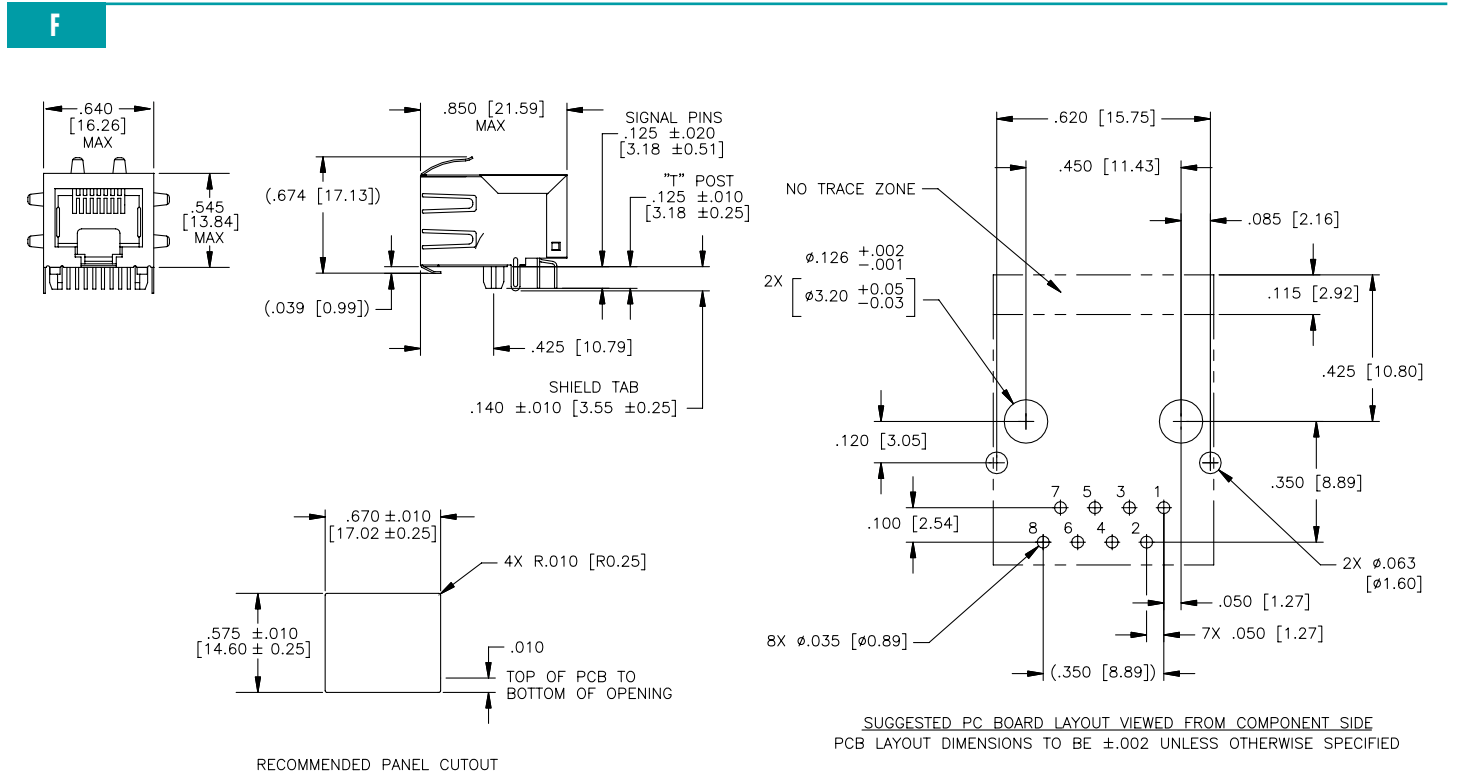 F
.640
[16.26]
MAX
.545
[13.84]
MAX
.850 [21.59]
MAX
(.674 [17.13])
(.039 [0.99])
SIGNAL PINS
.125 ±.020
[3.18 ±0.51]
"T" POST
.125 ±.010
[3.18 ±0.25]
.425 [10.79]
SHIELD TAB
.140 ±.010 [3.55 ±0.25]
.670 ±.010
[17.02 ±0.25]
4X R.010 [R0.25]
.575 ±.010
[14.60 ± 0.25]
.010
TOP OF PCB TO
BOTTOM OF OPENING
RECOMMENDED PANEL CUTOUT
.620 [15.75]
.450 [11.43]
NO TRACE ZONE
.085 [2.16]
ø.126 +.002
-.001
2X [ø3.20 +0.05
-0.03]
.115 [2.92]
.425 [10.80]
.120 [3.05]
.350 [8.89]
7 5 3 1
.100 [2.54]
8 6 4 2
2X ø.063
[ø1.60]
.050 [1.27]
8X ø.035 [ø0.89]
7X .050 [1.27]
(.350 [8.89])
SUGGESTED PC BOARD LAYOUT VIEWED FROM COMPONENT SIDE
PCB LAYOUT DIMENSIONS TO BE ±.002 UNLESS OTHERWISE SPECIFIED